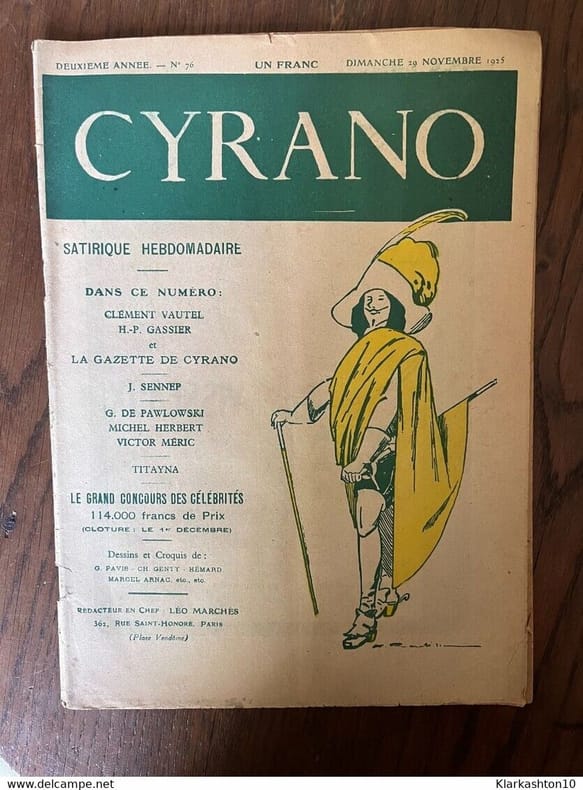 DEUXIEME ANNEE. — N° 76 UN FRANC DIMANCHE 29 NOVEMBRE 1925
CYRANO
SATIRIQUE HEBDOMADAIRE
DANS CE NUMÉRO :
CLÉMENT VAUTEL
H.-P. GASSIER
et
LA GAZETTE DE CYRANO
J. SENNEP
G. DE PAWLOWSKI
MICHEL HERBERT
VICTOR MÉRIC
TITAYNA
LE GRAND CONCOURS DES CÉLÉBRITÉS
114.000 francs de Prix
(CLOTURE : LE 1er DÉCEMBRE)
Dessins et Croquis de :
G. PAVIS - CH. GENTY - HÉMARD
MARCEL ARNAC, etc., etc.
RÉDACTEUR EN CHEF : LÉO MARCHÈS
362, RUE SAINT-HONORÉ, PARIS
(Place Vendôme)
Klarkashton10